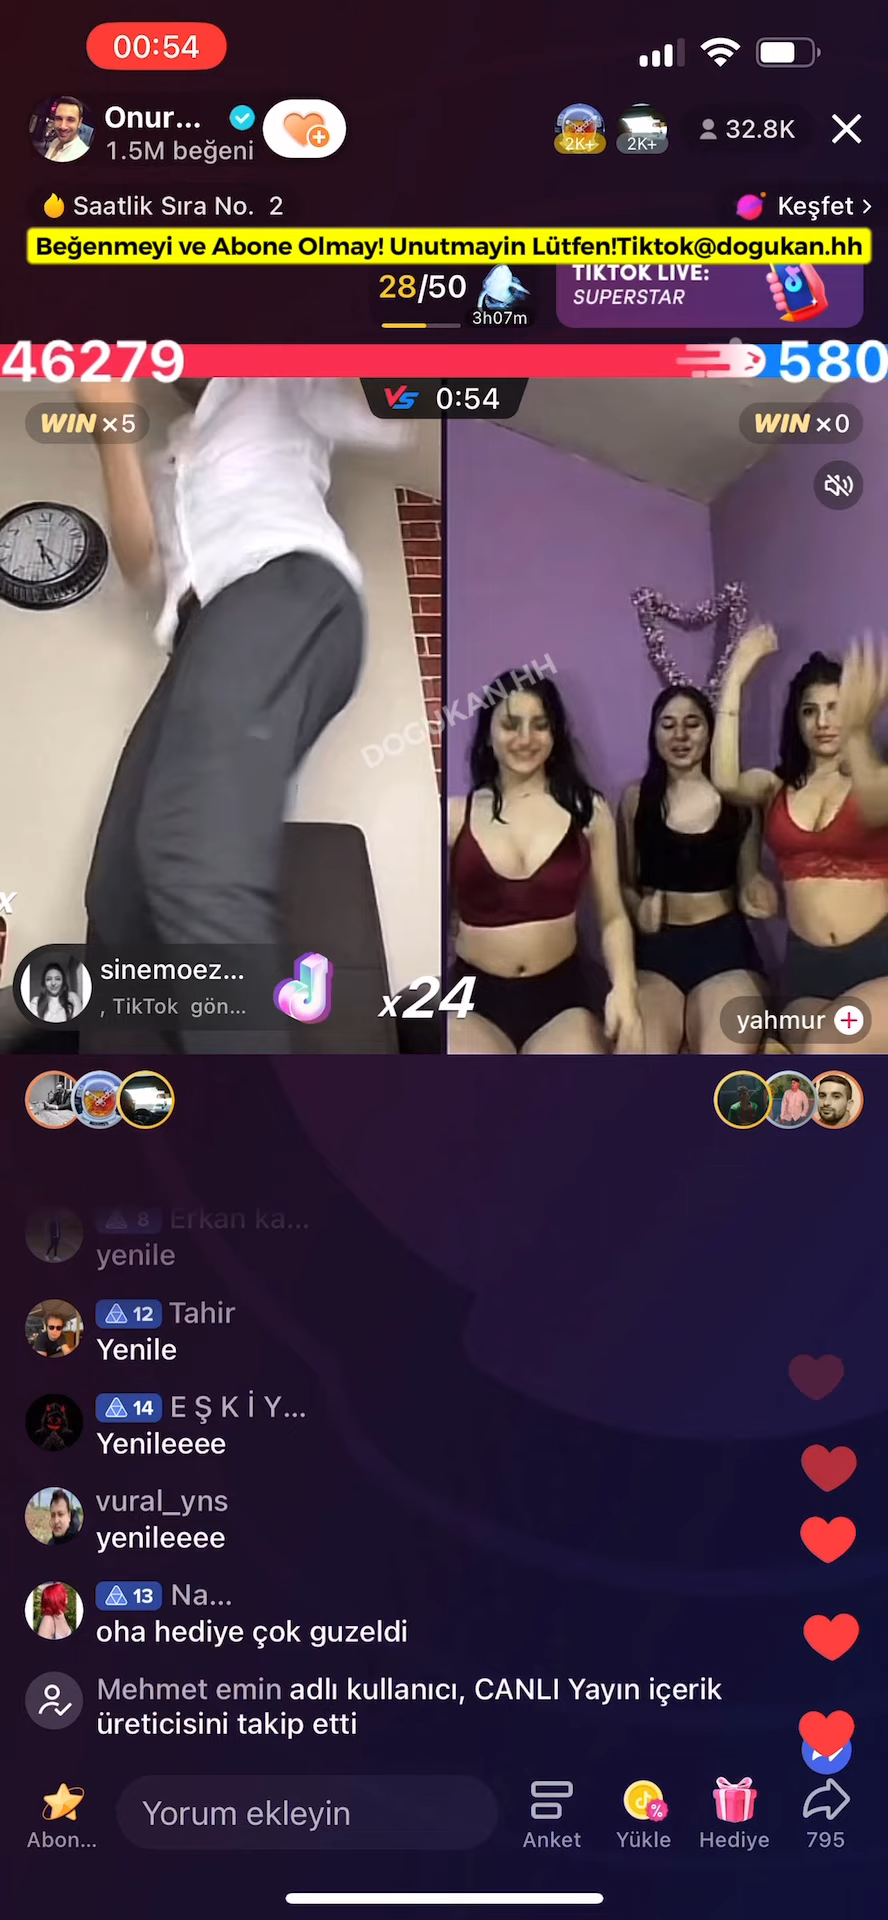 00:54
Onur...
1.5M beğeni
2K+
2K+
32.8K
Saatlik Sıra No. 2
Keşfet
Beğenmeyi ve Abone Olmay! Unutmayin Lütfen!Tiktok@dogukan.hh
28/50
3h07m
TIKTOK LIVE:
SUPERSTAR
46279
580
VS 0:54
WIN x5
WIN x0
DOGUKAN.HH
x
sinemoez...
, TikTok gön...
x24
yahmur
8 Erkan ka...
yenile
12 Tahir
Yenile
14 E Ş K İ Y...
Yenileeee
vural_yns
yenileeee
13 Na...
oha hediye çok guzeldi
Mehmet emin adlı kullanıcı, CANLI Yayın içerik
üreticisini takip etti
Abon...
Yorum ekleyin
Anket
Yükle
Hediye
795